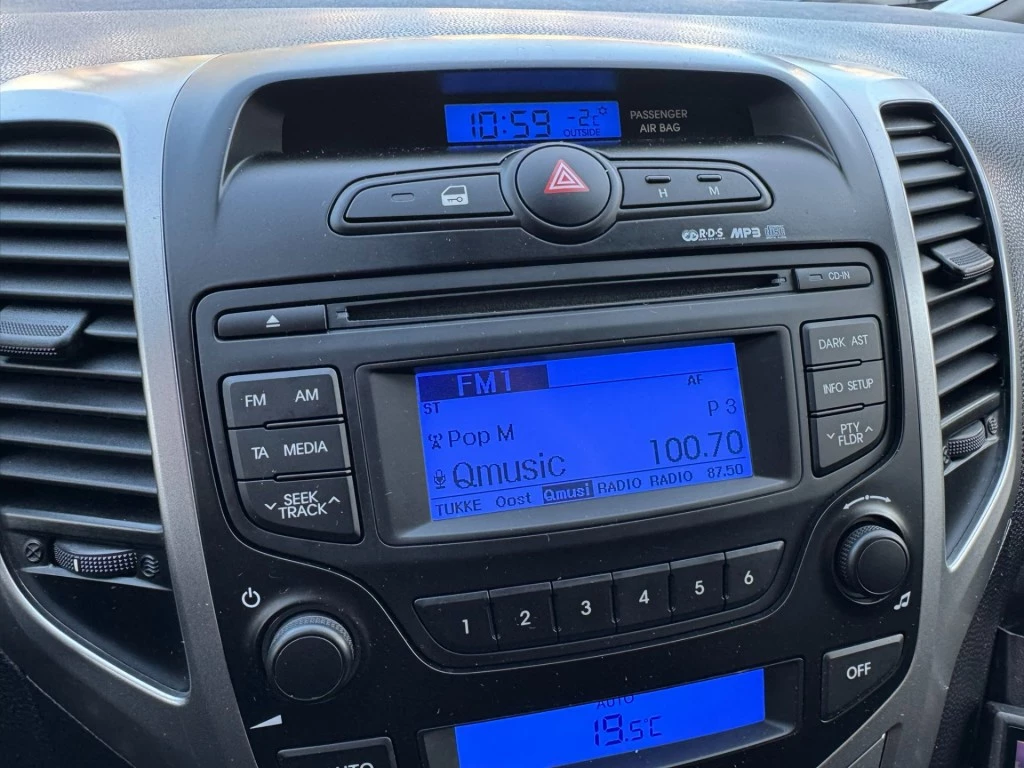 10:59 -2°C
OUTSIDE
PASSENGER
AIR BAG
H M
R·D·S MP3
CD-IN
FM AM
TA MEDIA
SEEK
TRACK
FM1
AF
ST
P 3
Pop M
Qmusic 100.70
TUKKE Oost Qmusi RADIO RADIO 87.50
DARK AST
INFO SETUP
PTY
FLDR
1 2 3 4 5 6
OFF
AUTO
19.5°C
AUTO